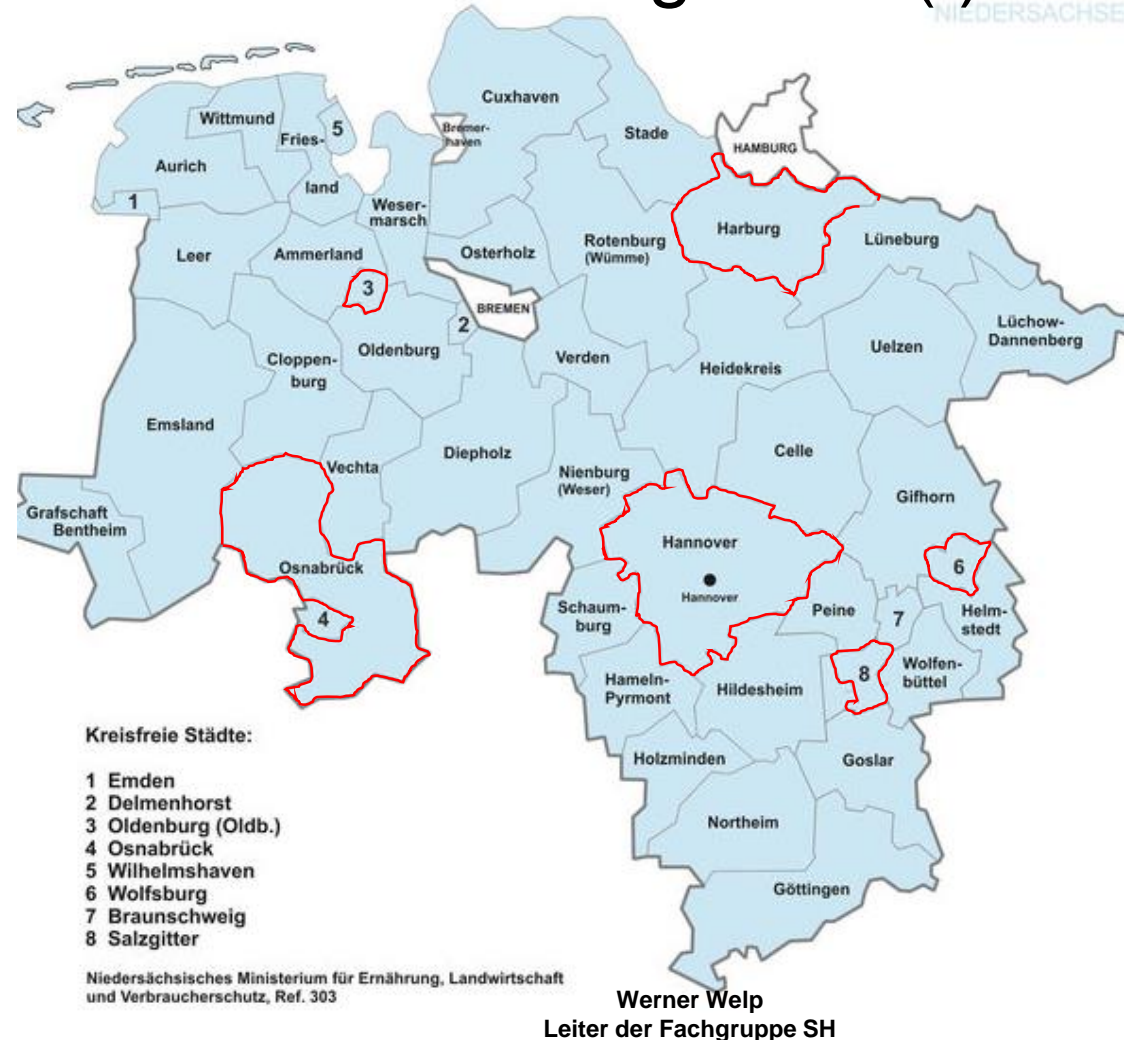 g (.)
NIEDERSACHSE
Cuxhaven
Wittmund
Fries-
land
5
Bremer-
haven
Stade
HAMBURG
Aurich
1
Weser-
marsch
Harburg
Leer
Ammerland
Osterholz
Rotenburg
(Wümme)
Lüneburg
3
BREMEN
2
Oldenburg
Cloppen-
burg
Verden
Heidekreis
Uelzen
Lüchow-
Dannenberg
Emsland
Vechta
Diepholz
Nienburg
(Weser)
Celle
Gifhorn
Grafschaft
Bentheim
Osnabrück
4
Hannover
Hannover
6
Schaum-
burg
Peine
7
Helm-
stedt
Hameln-
Pyrmont
Hildesheim
8
Wolfen-
büttel
Holzminden
Goslar
Northeim
Göttingen
Kreisfreie Städte:
1 Emden
2 Delmenhorst
3 Oldenburg (Oldb.)
4 Osnabrück
5 Wilhelmshaven
6 Wolfsburg
7 Braunschweig
8 Salzgitter
Niedersächsisches Ministerium für Ernährung, Landwirtschaft
und Verbraucherschutz, Ref. 303
Werner Welp
Leiter der Fachgruppe SH